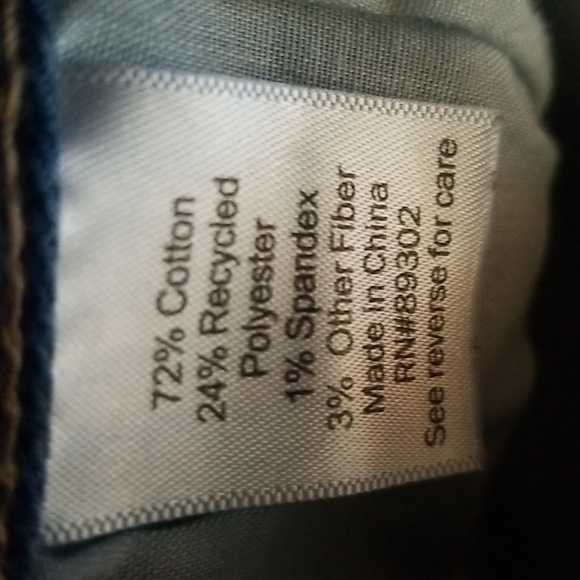 72% Cotton
24% Recycled
Polyester
1% Spandex
3% Other Fiber
Made in China
RN#89302
See reverse for care